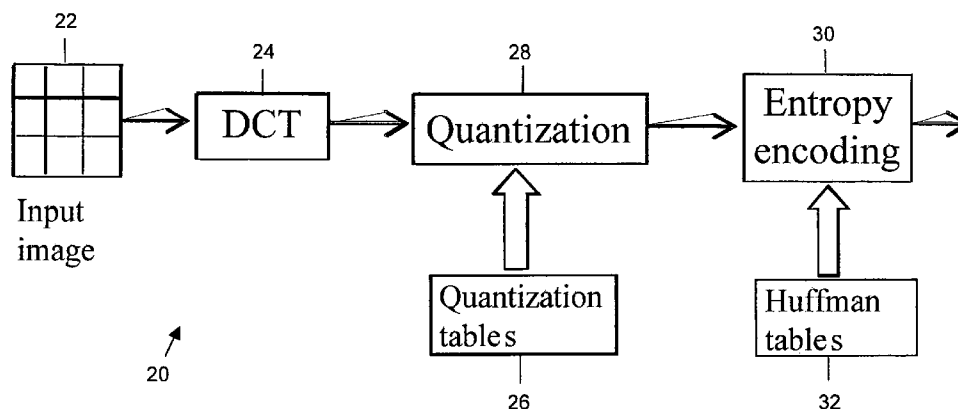 22
24
28
30
DCT
Quantization
Entropy
encoding
Input
image
Quantization
tables
Huffman
tables
20
26
32